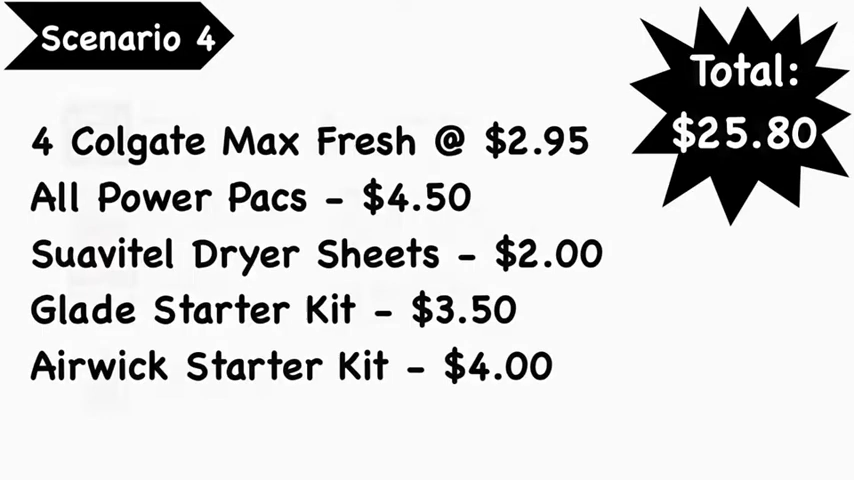 Scenario 4
Total:
$25.80
4 Colgate Max Fresh @ $2.95
All Power Pacs - $4.50
Suavitel Dryer Sheets - $2.00
Glade Starter Kit - $3.50
Airwick Starter Kit - $4.00